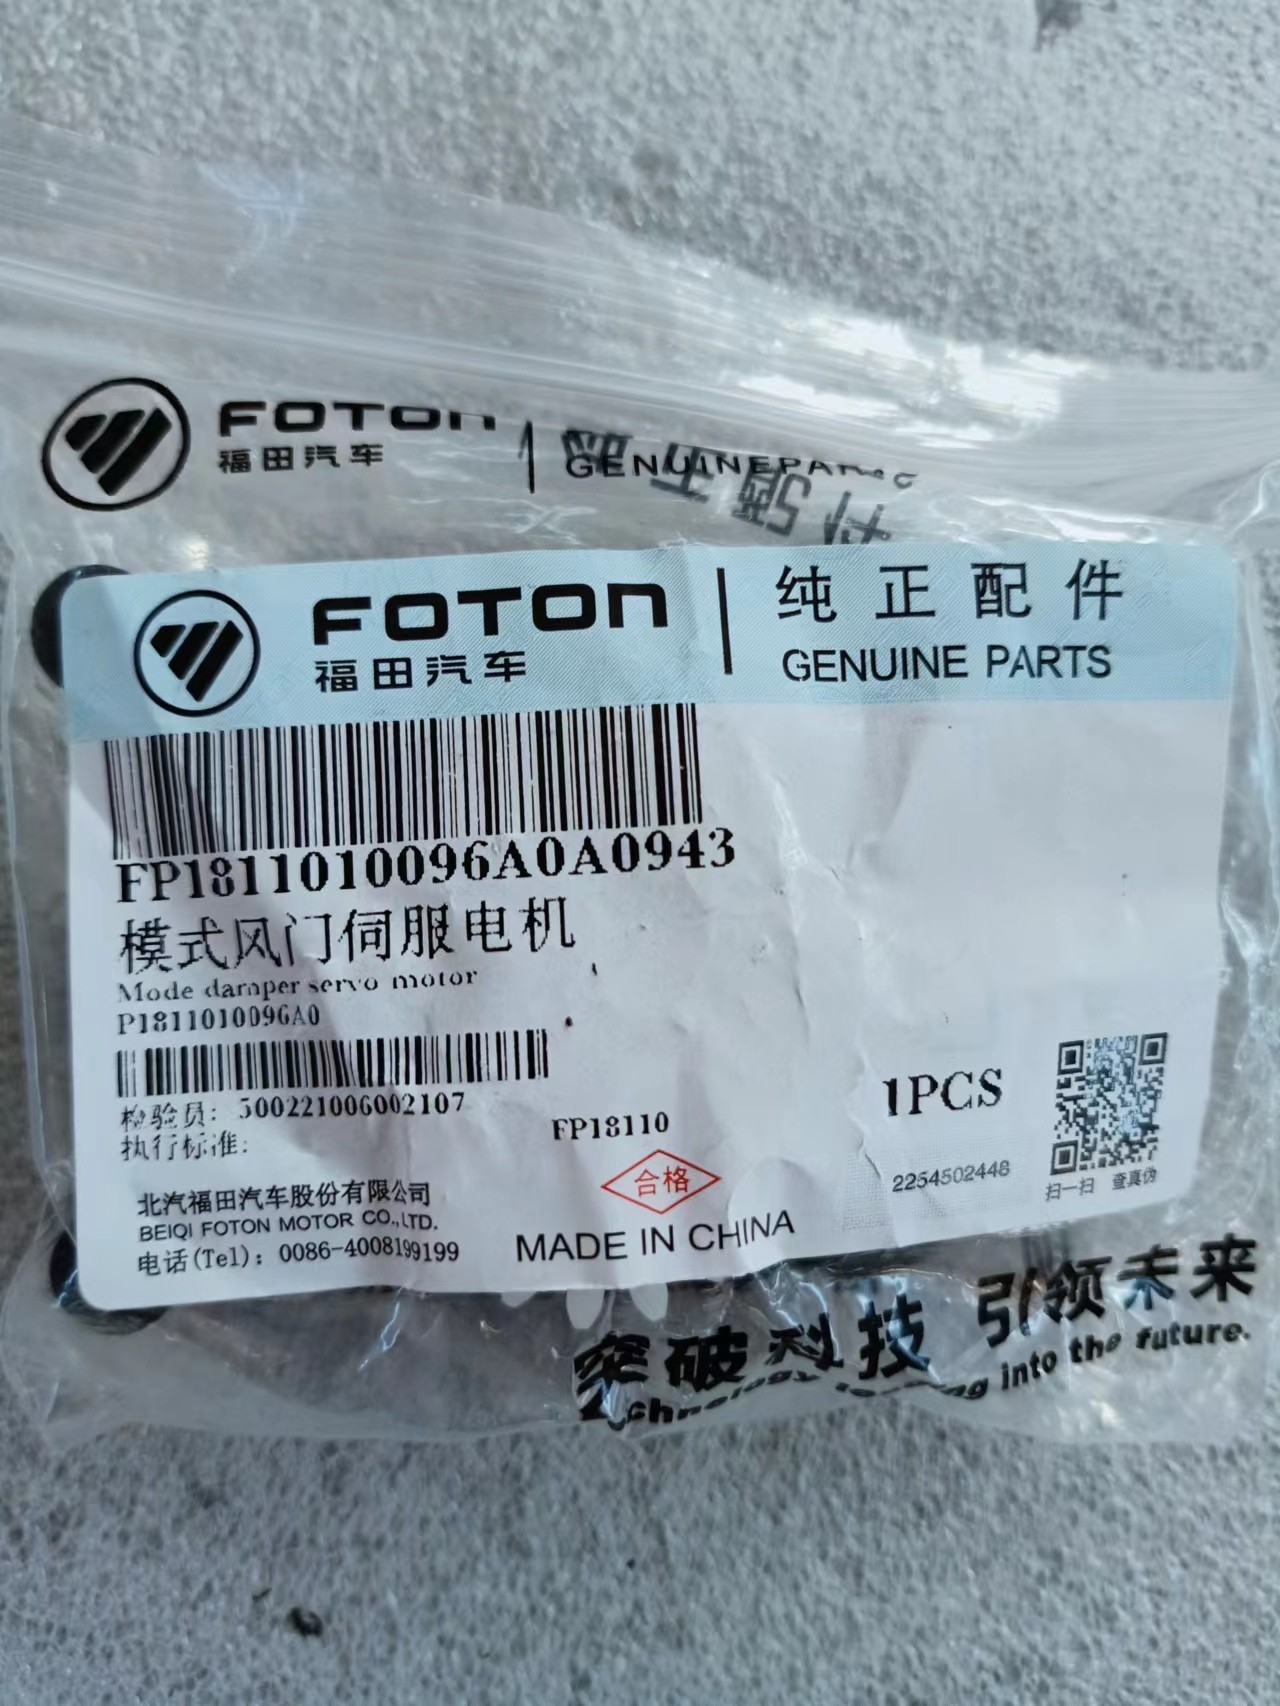 FOTON
福田汽车
GENUINE PARTS
FOTON
福田汽车
纯正配件
GENUINE PARTS
FP1811010096A0A0943
模式风门伺服电机
Mode damper servo motor
P1811010096A0
检验员: 500221006002107
执行标准:
FP18110
1PCS
合格
2254502448
扫一扫 查真伪
北汽福田汽车股份有限公司
BEIQI FOTON MOTOR CO.,LTD.
电话(Tel): 0086-4008199199
MADE IN CHINA
突破科技 引领未来
into the future.